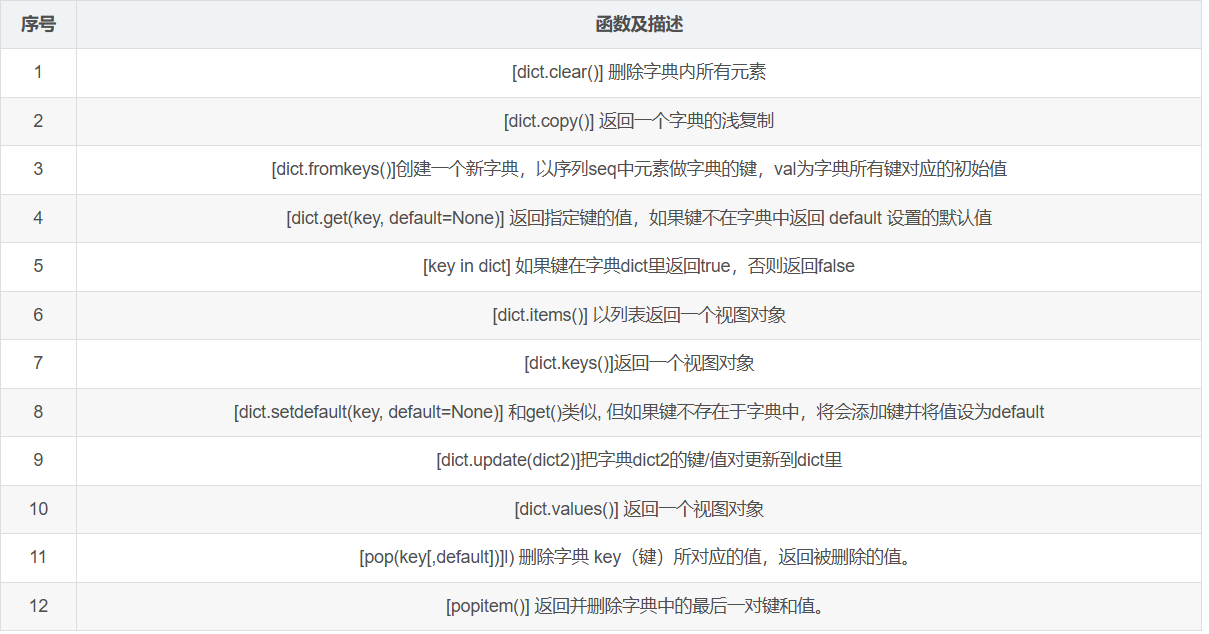 序号 函数及描述
1 [dict.clear()] 删除字典内所有元素
2 [dict.copy()] 返回一个字典的浅复制
3 [dict.fromkeys()]创建一个新字典，以序列seq中元素做字典的键，val为字典所有键对应的初始值
4 [dict.get(key, default=None)] 返回指定键的值，如果键不在字典中返回 default 设置的默认值
5 [key in dict] 如果键在字典dict里返回true，否则返回false
6 [dict.items()] 以列表返回一个视图对象
7 [dict.keys()]返回一个视图对象
8 [dict.setdefault(key, default=None)] 和get()类似, 但如果键不存在于字典中，将会添加键并将值设为default
9 [dict.update(dict2)]把字典dict2的键/值对更新到dict里
10 [dict.values()] 返回一个视图对象
11 [pop(key[,default])]l) 删除字典 key（键）所对应的值，返回被删除的值。
12 [popitem()] 返回并删除字典中的最后一对键和值。